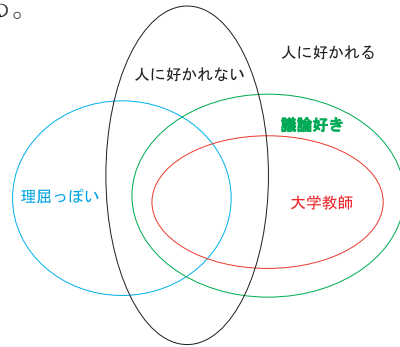 る。
人に好かれる
人に好かれない
議論好き
理屈っぽい
大学教師